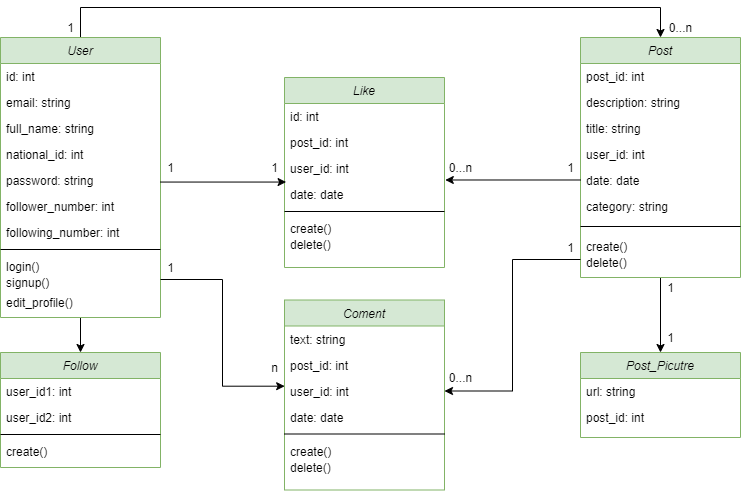 1
0...n
User
id: int
email: string
full_name: string
national_id: int
password: string
follower_number: int
following_number: int
login()
signup()
edit_profile()
1
1
Like
id: int
post_id: int
user_id: int
date: date
create()
delete()
0...n
1
Post
post_id: int
description: string
title: string
user_id: int
date: date
category: string
create()
delete()
1
n
Coment
text: string
post_id: int
user_id: int
date: date
create()
delete()
0...n
1
1
1
Follow
user_id1: int
user_id2: int
create()
Post_Picutre
url: string
post_id: int